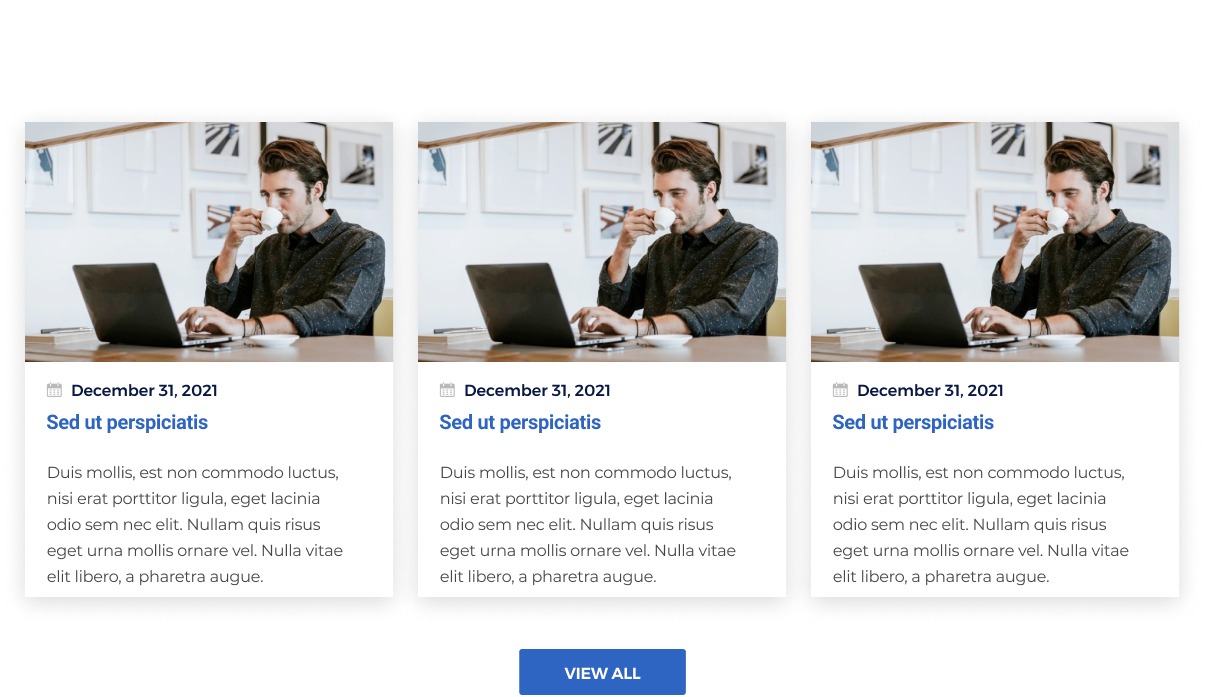 December 31, 2021
Sed ut perspiciatis
Duis mollis, est non commodo luctus,
nisi erat porttitor ligula, eget lacinia
odio sem nec elit. Nullam quis risus
eget urna mollis ornare vel. Nulla vitae
elit libero, a pharetra augue.
December 31, 2021
Sed ut perspiciatis
Duis mollis, est non commodo luctus,
nisi erat porttitor ligula, eget lacinia
odio sem nec elit. Nullam quis risus
eget urna mollis ornare vel. Nulla vitae
elit libero, a pharetra augue.
December 31, 2021
Sed ut perspiciatis
Duis mollis, est non commodo luctus,
nisi erat porttitor ligula, eget lacinia
odio sem nec elit. Nullam quis risus
eget urna mollis ornare vel. Nulla vitae
elit libero, a pharetra augue.
VIEW ALL